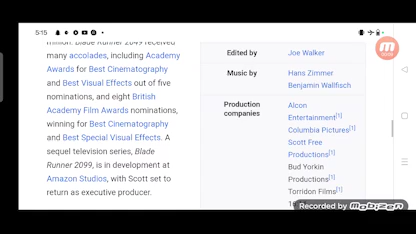 5:15
million. Blade Runner 2049 received
many accolades, including Academy
Awards for Best Cinematography
and Best Visual Effects out of five
nominations, and eight British
Academy Film Awards nominations,
winning for Best Cinematography
and Best Special Visual Effects. A
sequel television series, Blade
Runner 2099, is in development at
Amazon Studios, with Scott set to
return as executive producer.
Edited by Joe Walker
Music by Hans Zimmer
Benjamin Wallfisch
Production Alcon
companies Entertainment[1]
Columbia Pictures[1]
Scott Free
Productions[1]
Bud Yorkin
Productions[1]
Torridon Films[1]
Recorded by Mobizen